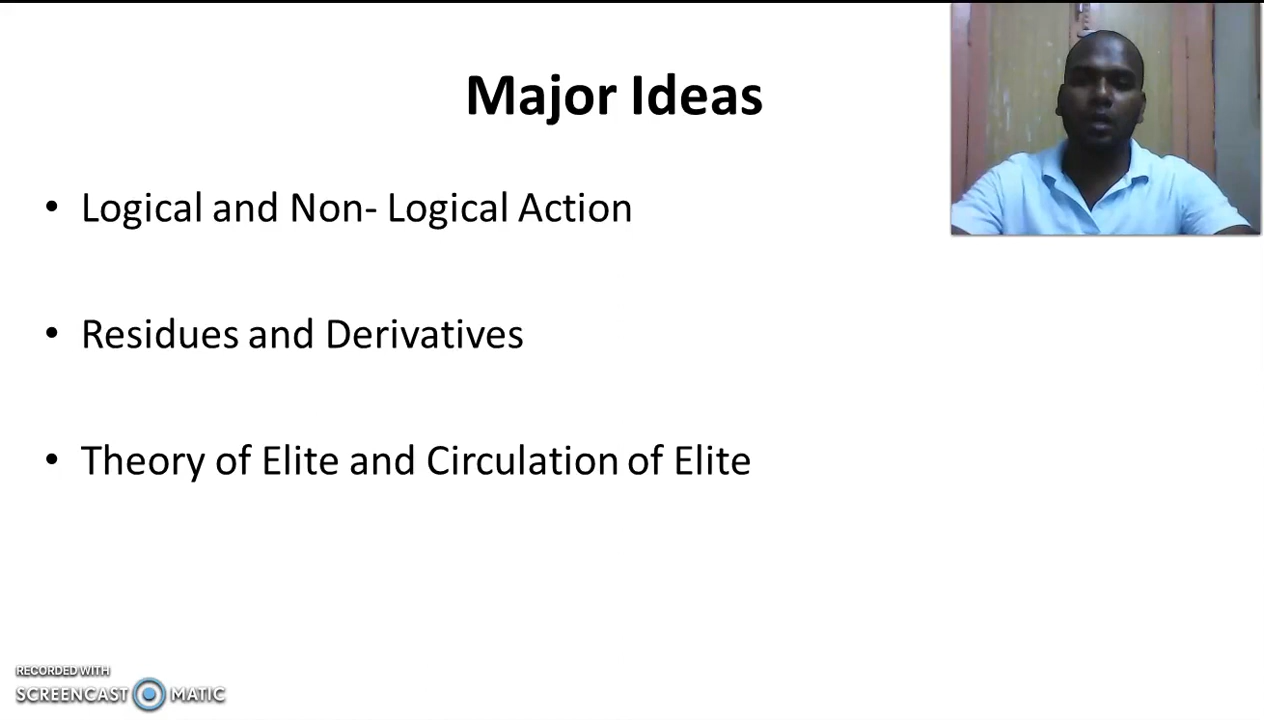 Major Ideas
• Logical and Non- Logical Action
• Residues and Derivatives
• Theory of Elite and Circulation of Elite
RECORDED WITH
SCREENCAST MATIC